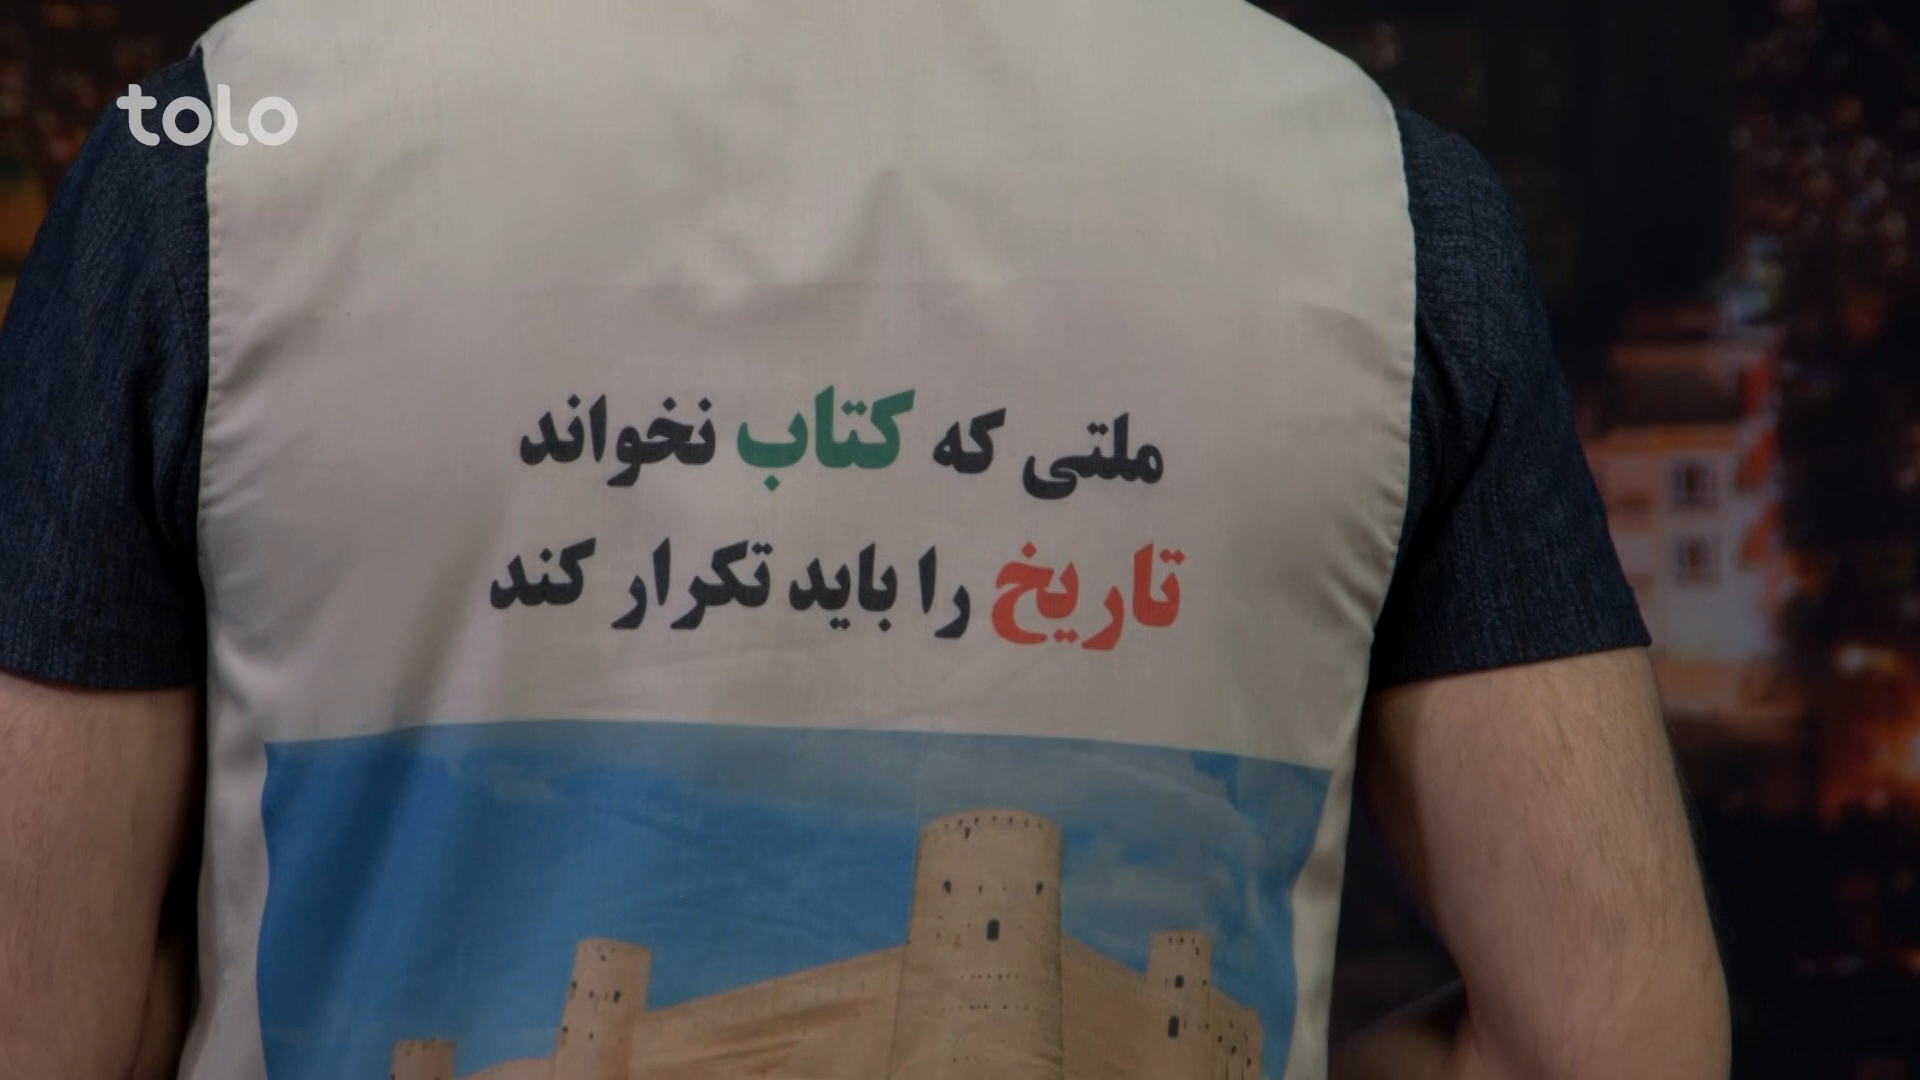 tolo
ملتی که کتاب نخواند
تاریخ را باید تکرار کند